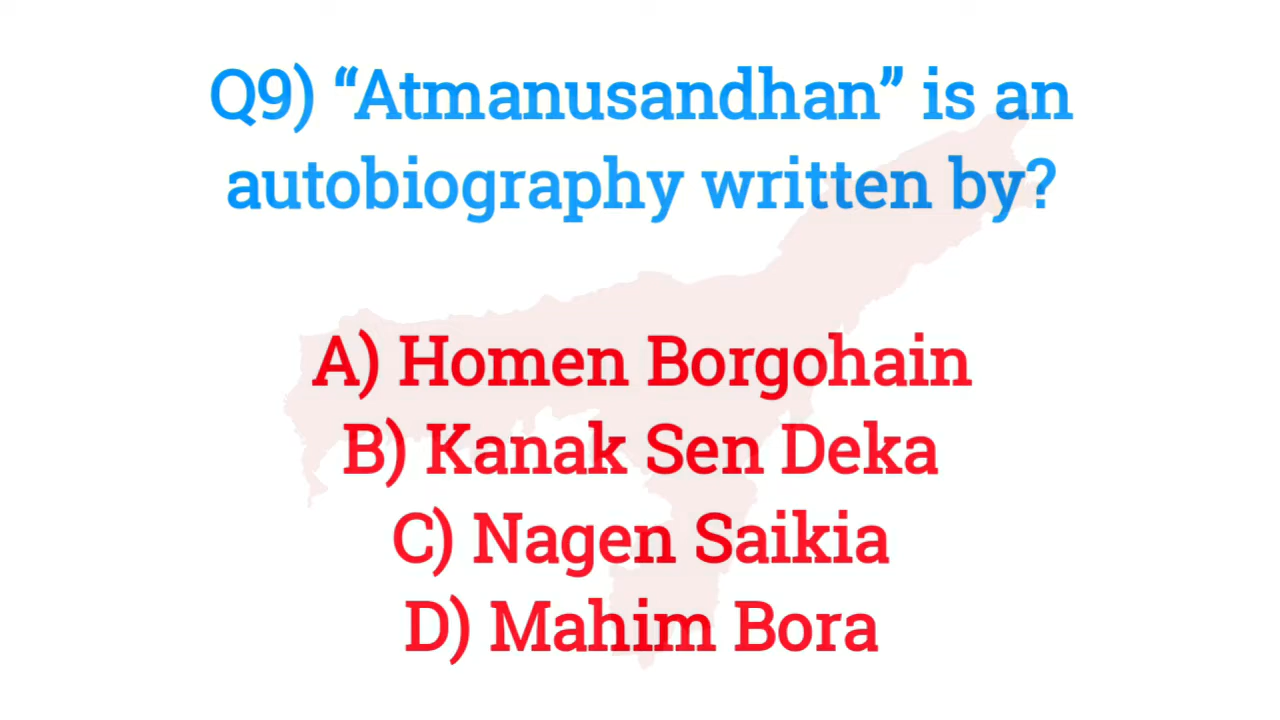 Q9) “Atmanusandhan” is an
autobiography written by?
A) Homen Borgohain
B) Kanak Sen Deka
C) Nagen Saikia
D) Mahim Bora